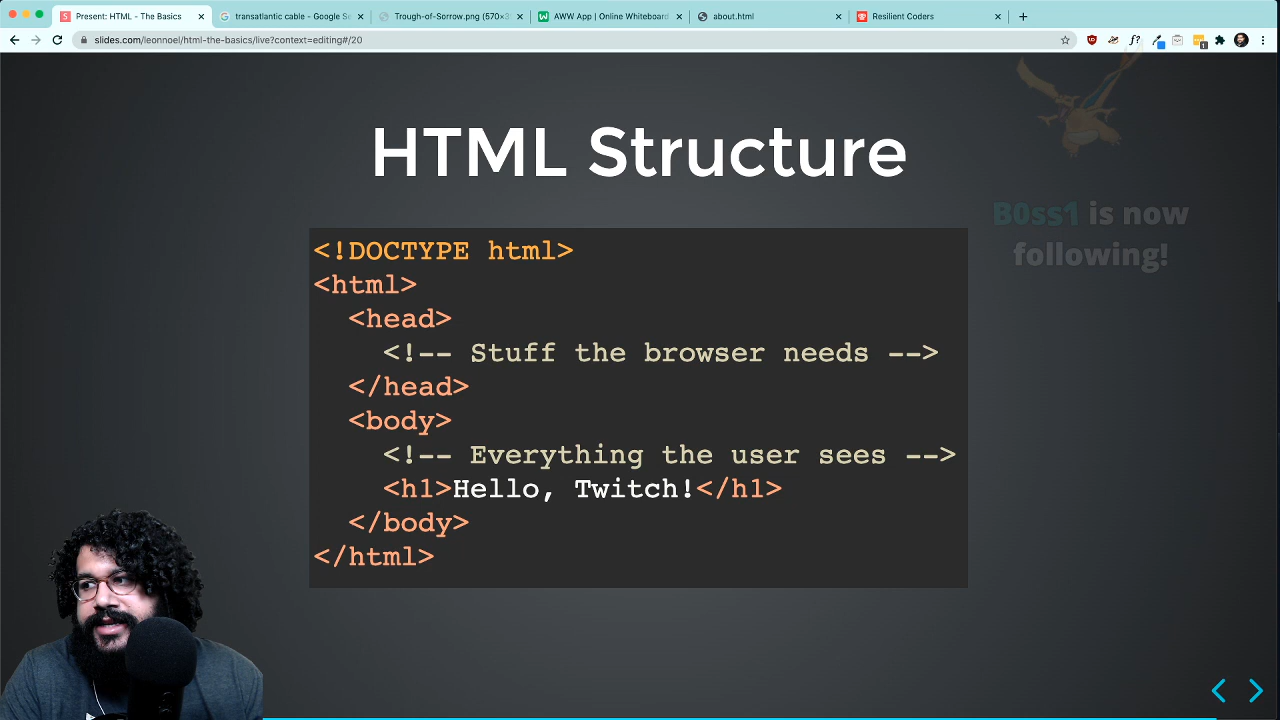 Present: HTML - The Basics
transatlantic cable - Google Se
Trough-of-Sorrow.png (570×3
AWW App | Online Whiteboard
about.html
Resilient Coders
slides.com/leonnoel/html-the-basics/live?context=editing#/20
HTML Structure
B0ss1 is now
following!
<!DOCTYPE html>
<html>
  <head>
    <!-- Stuff the browser needs -->
  </head>
  <body>
    <!-- Everything the user sees -->
    <h1>Hello, Twitch!</h1>
  </body>
</html>